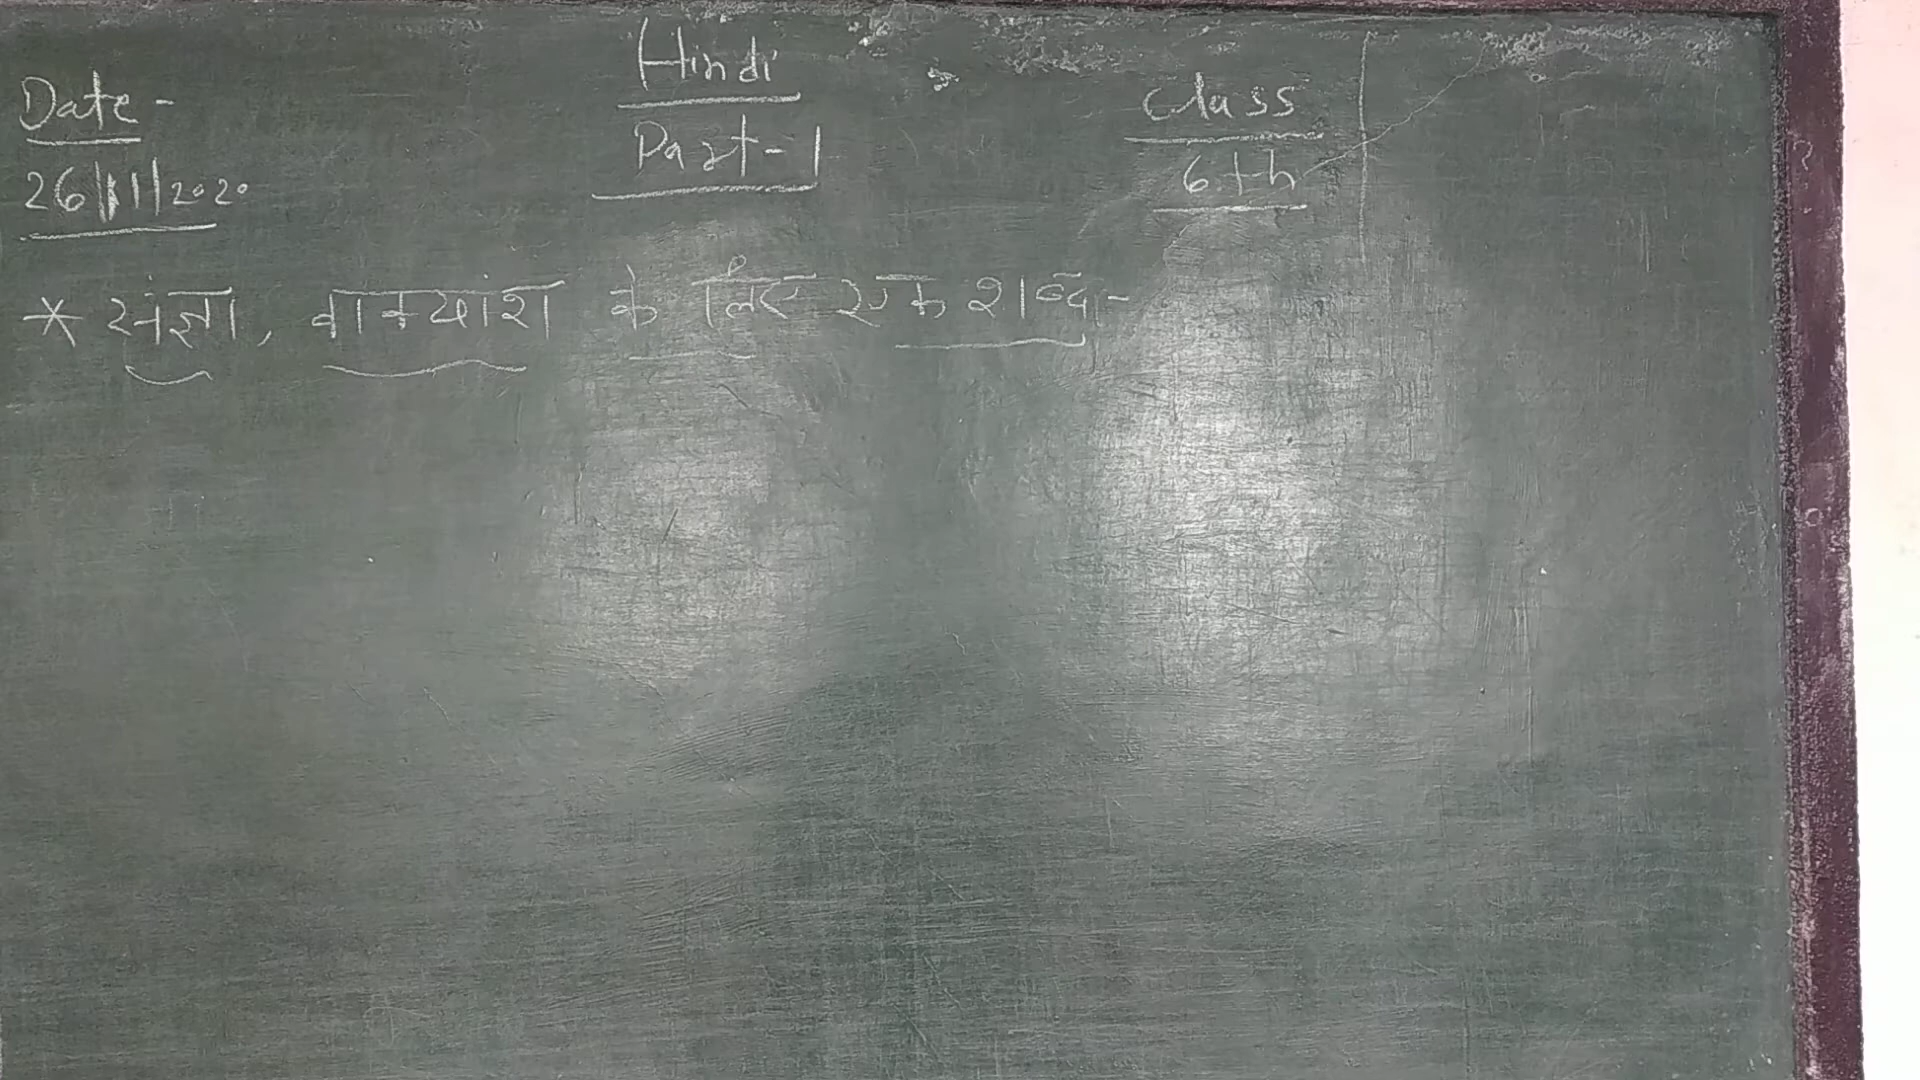 Hindi
Date - Part-1 Class
26/11/2020 6th
* संज्ञा, वाक्यांश के लिए एक शब्द-